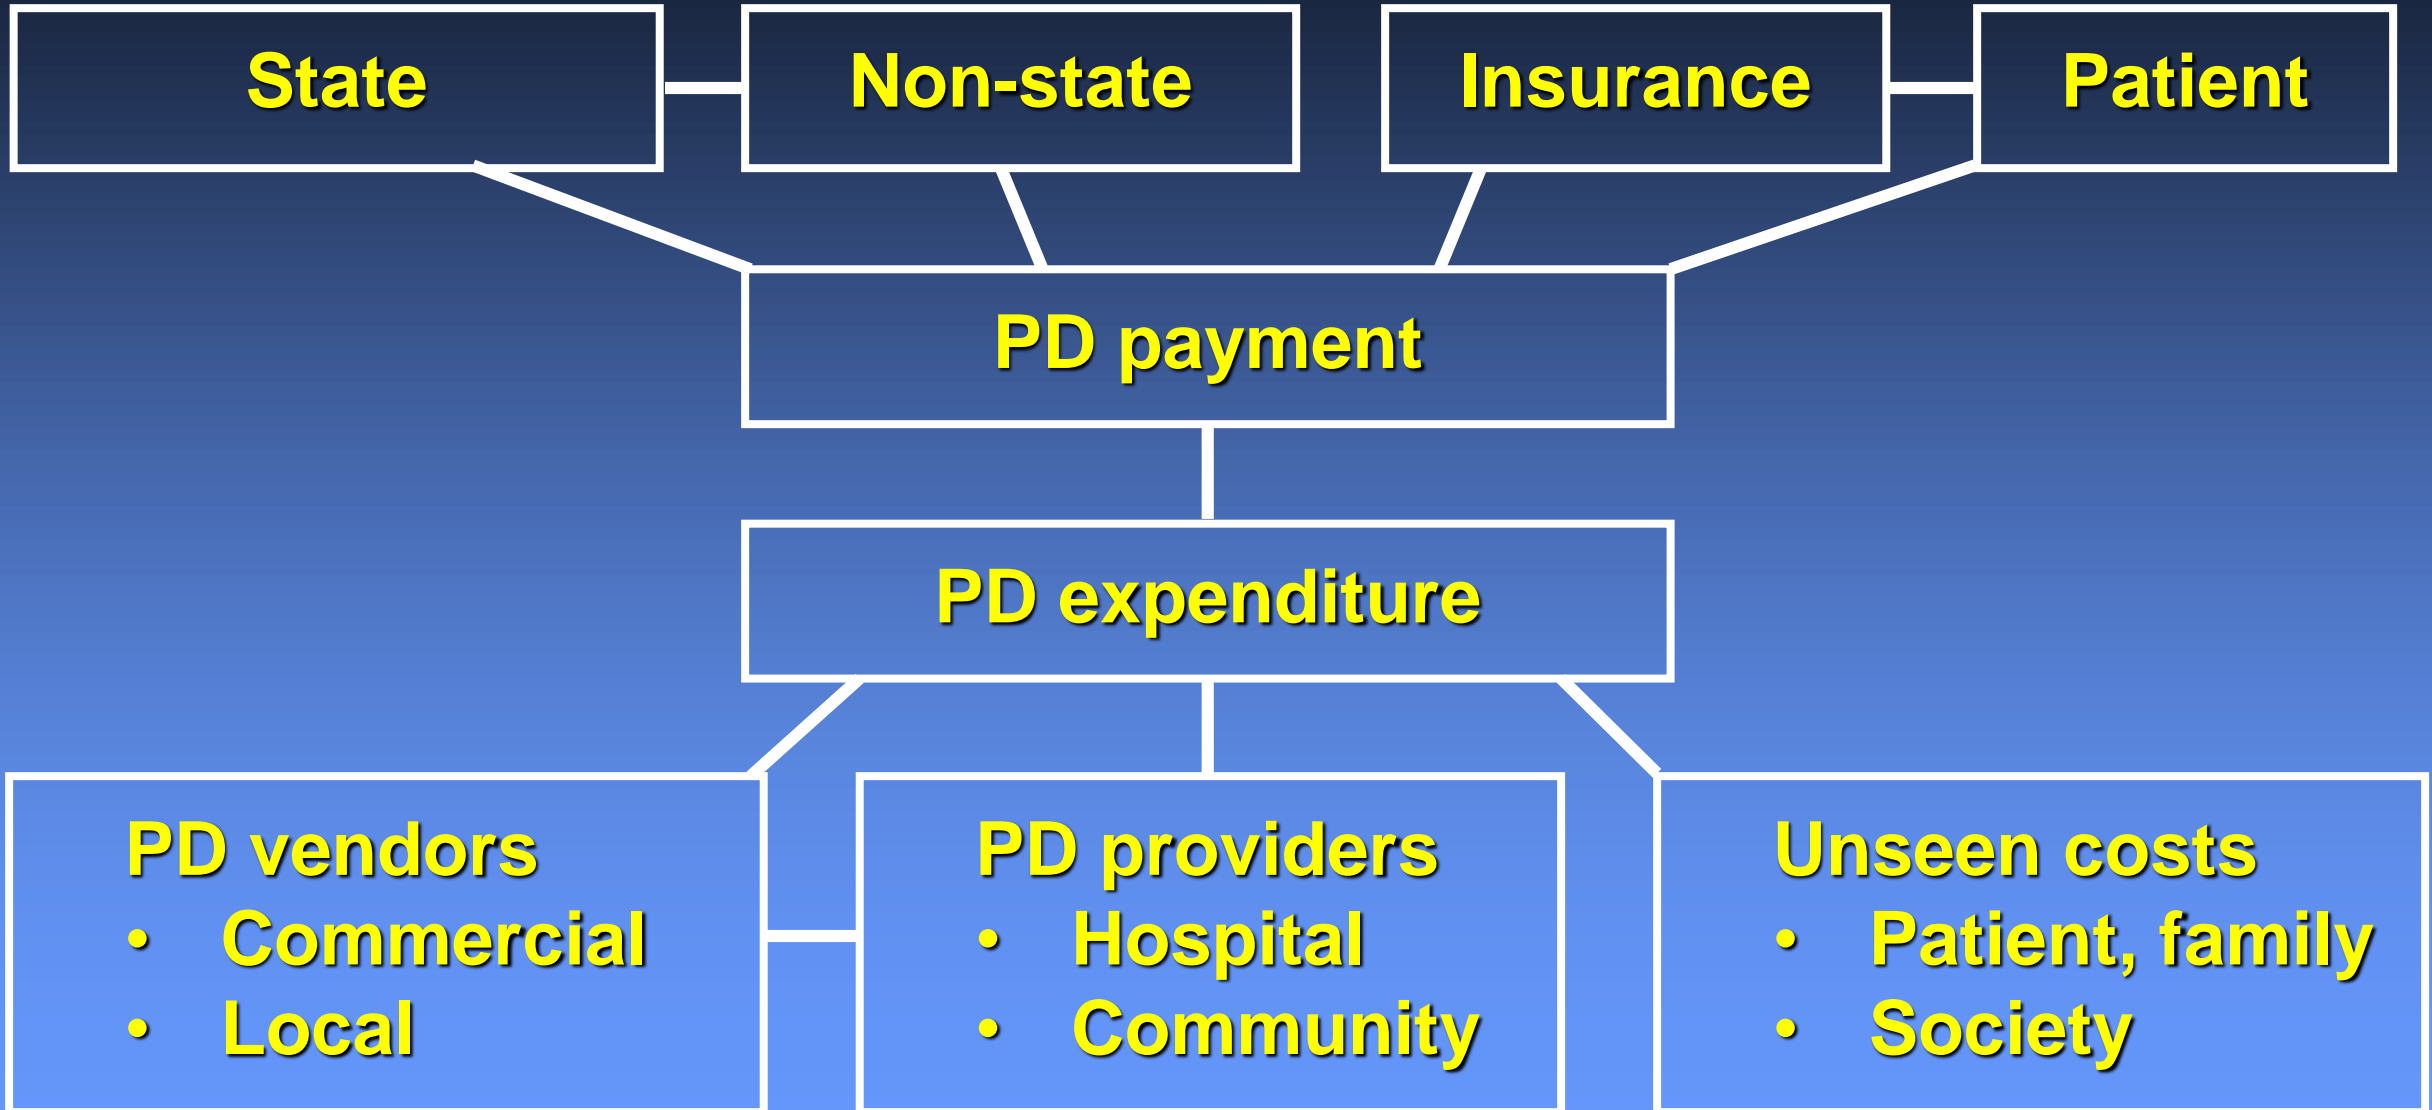 State
Non-state
Insurance
Patient
PD payment
PD expenditure
PD vendors
• Commercial
• Local
PD providers
• Hospital
• Community
Unseen costs
• Patient, family
• Society